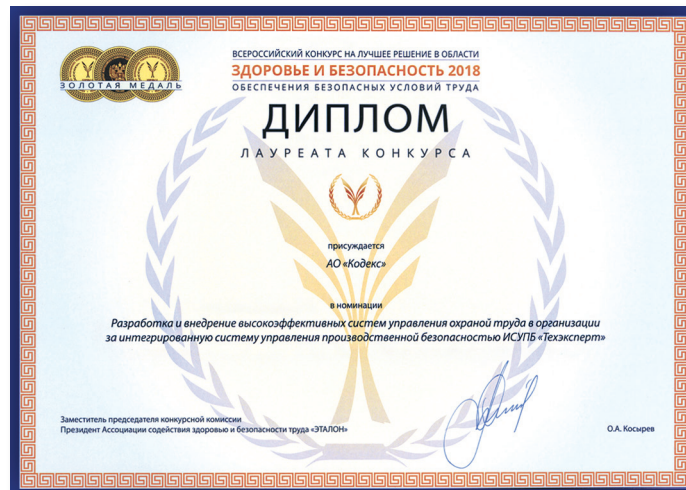 ВСЕРОССИЙСКИЙ КОНКУРС НА ЛУЧШЕЕ РЕШЕНИЕ В ОБЛАСТИ
ЗДОРОВЬЕ И БЕЗОПАСНОСТЬ 2018
ОБЕСПЕЧЕНИЯ БЕЗОПАСНЫХ УСЛОВИЙ ТРУДА
ЗОЛОТАЯ МЕДАЛЬ
ДИПЛОМ
ЛАУРЕАТА КОНКУРСА
присуждается
АО «Кодекс»
в номинации
Разработка и внедрение высокоэффективных систем управления охраной труда в организации
за интегрированную систему управления производственной безопасностью ИСУПБ «Техэксперт»
Заместитель председателя конкурсной комиссии
Президент Ассоциации содействия здоровью и безопасности труда «ЭТАЛОН»
О.А. Косырев